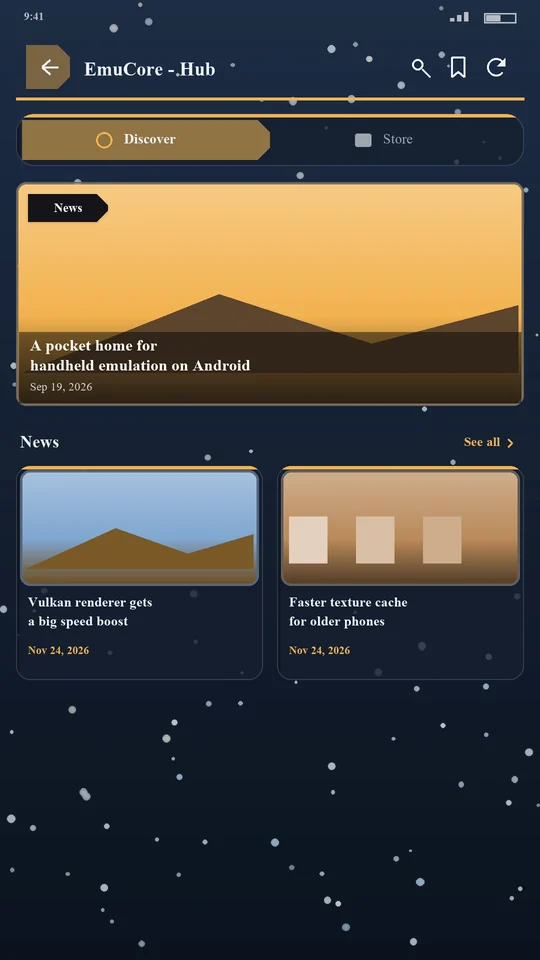 9:41
EmuCore - Hub
Discover
Store
News
A pocket home for
handheld emulation on Android
Sep 19, 2026
News
See all
Vulkan renderer gets
a big speed boost
Nov 24, 2026
Faster texture cache
for older phones
Nov 24, 2026